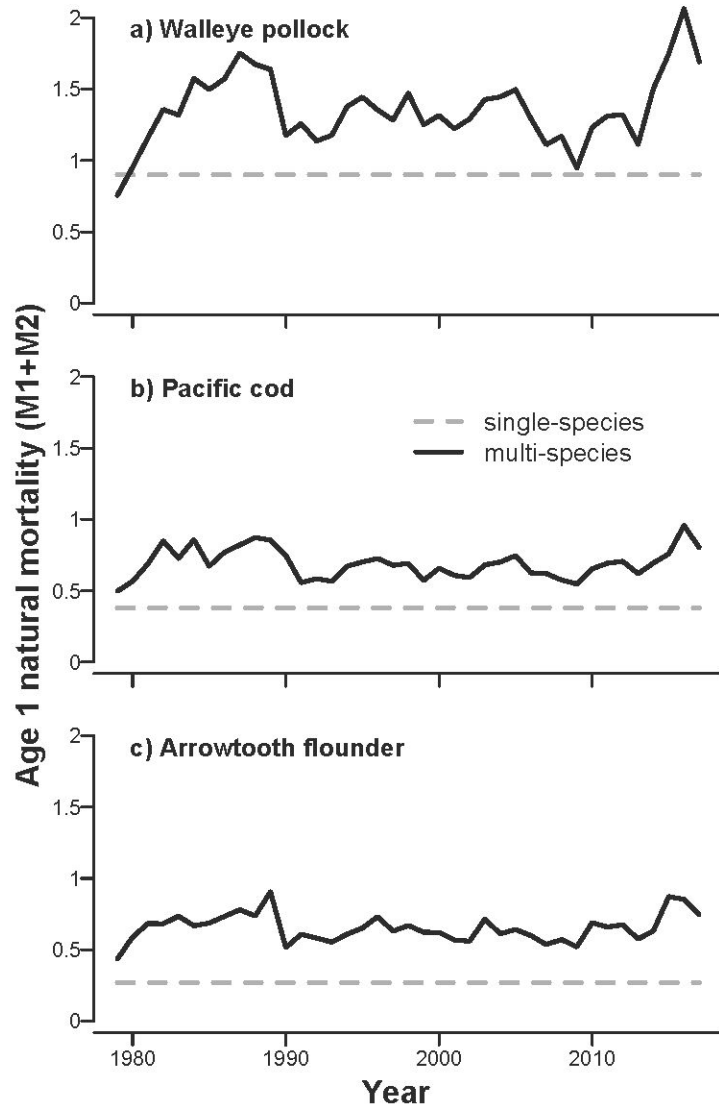 Age 1 natural mortality (M1+M2)
a) Walleye pollock
2
1.5
1
0.5
0
b) Pacific cod
single-species
multi-species
2
1.5
1
0.5
0
c) Arrowtooth flounder
2
1.5
1
0.5
0
1980 1990 2000 2010
Year